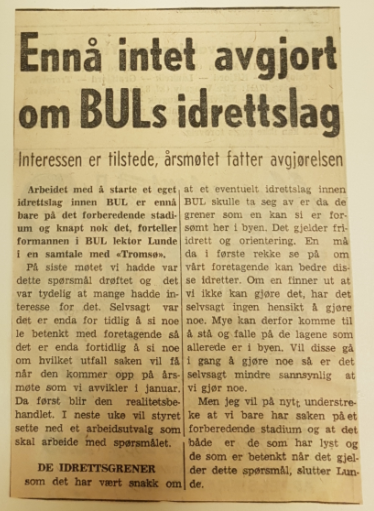 Ennå intet avgjort
om BULs idrettslag
Interessen er tilstede, årsmøtet fatter avgjørelsen
Arbeidet med å starte et eget
idrettslag innen BUL er ennå
bare på det forberedende stadi-
um og knapt nok det, forteller
formannen i BUL lektor Lunde
i en samtale med «Tromsø».
På siste møtet vi hadde var
dette spørsmål drøftet og det
var tydelig at mange hadde in-
teresse for det. Selvsagt var
det enda for tidlig å si noe
le betenkt med foretagende så
det er enda fortidlig å si noe
om hvilket utfall saken vil få
når den kommer opp på års-
møte som vi avvikler i januar.
Da først blir den realitetsbe-
handlet. I neste uke vil styret
sette ned et arbeidsutvalg som
skal arbeide med spørsmålet.
DE IDRETTSGRENER
som det har vært snakk om
at et eventuelt idrettslag innen
BUL skulle ta seg av er da de
grener som en kan si er for-
sømt her i byen. Det gjelder fri-
idrett og orientering. En må
da i første rekke se på om
vårt foretagende kan bedre dis-
se idretter. Om en finner ut at
vi ikke kan gjøre det, har det
selvsagt ingen hensikt å gjøre
noe. Mye kan derfor komme til
å stå og falle på de lagene som
allerede er i byen. Vil disse gå
i gang å gjøre noe så er det
selvsagt mindre sannsynlig at
vi gjør noe.
Men jeg vil på nytt understre-
ke at vi bare har saken på et
forberedende stadium og at det
både er de som har lyst og
de som er betenkt når det gjel-
der dette spørsmål, slutter Lun-
de.